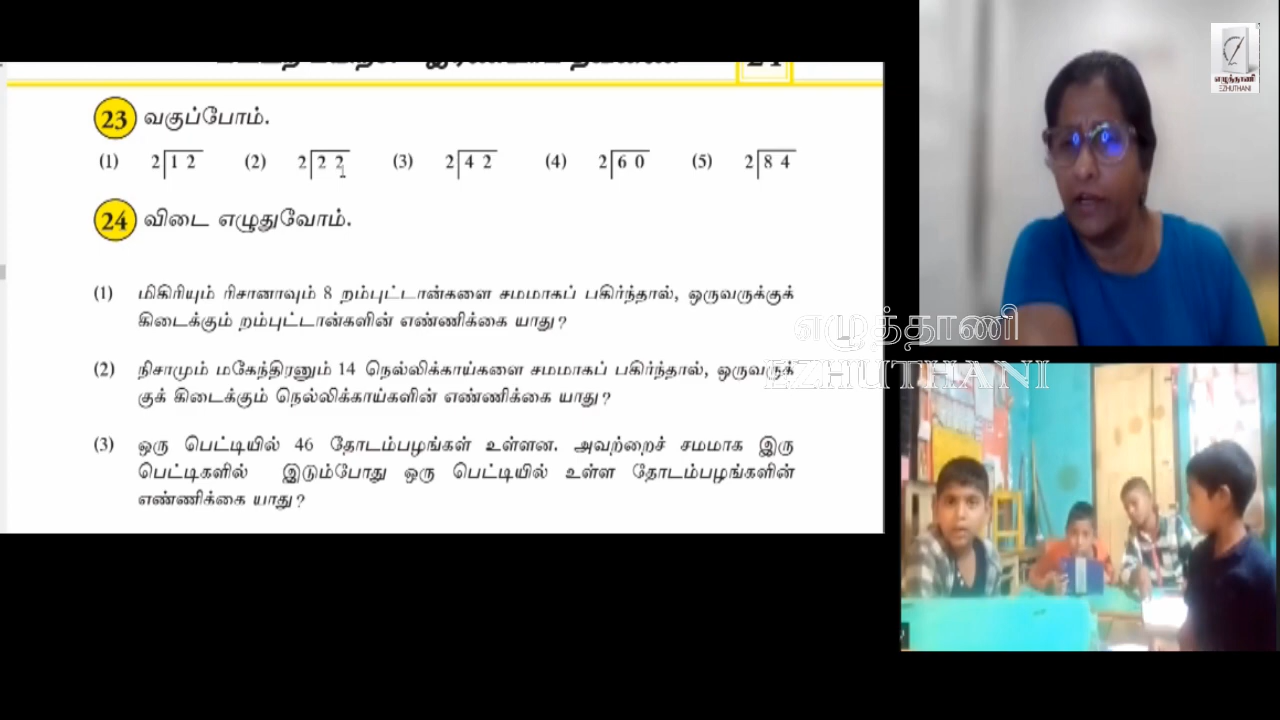 24
23 வகுப்போம்.
(1) 2 1 2 (2) 2 2 2 (3) 2 4 2 (4) 2 6 0 (5) 2 8 4
24 விடை எழுதுவோம்.
(1) மிகிரியும் ரிசானாவும் 8 றம்புட்டான்களை சமமாகப் பகிர்ந்தால், ஒருவருக்குக்
கிடைக்கும் றம்புட்டான்களின் எண்ணிக்கை யாது?
(2) நிசாமும் மகேந்திரனும் 14 நெல்லிக்காய்களை சமமாகப் பகிர்ந்தால், ஒருவருக்
குக் கிடைக்கும் நெல்லிக்காய்களின் எண்ணிக்கை யாது?
(3) ஒரு பெட்டியில் 46 தோடம்பழங்கள் உள்ளன. அவற்றைச் சமமாக இரு
பெட்டிகளில் இடும்போது ஒரு பெட்டியில் உள்ள தோடம்பழங்களின்
எண்ணிக்கை யாது?
எழுத்தாணி
EZHUTHANI
எழுத்தாணி
EZHUTHANI